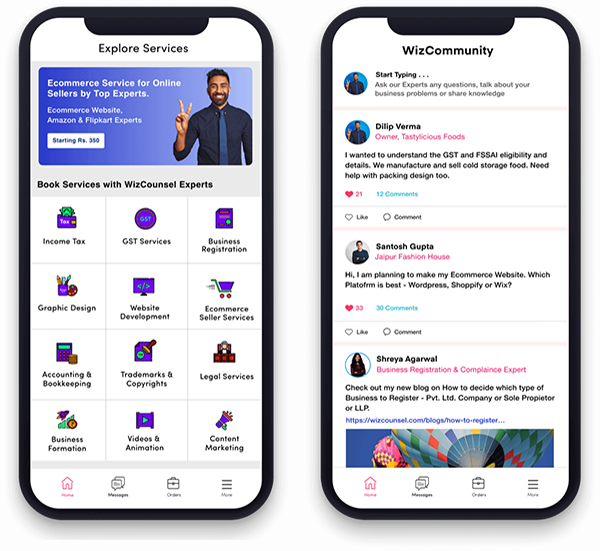 Explore Services
Ecommerce Service for Online
Sellers by Top Experts.
Ecommerce Website,
Amazon & Flipkart Experts
Starting Rs. 350
Book Services with WizCounsel Experts
Tax
Income Tax
GST
GST Services
Business
Registration
Graphic Design
Website
Development
Ecommerce
Seller Services
Accounting &
Bookkeeping
Trademarks &
Copyrights
Legal Services
Business
Formation
Videos &
Animation
Content
Marketing
Home
Messages
Orders
More
WizCommunity
Start Typing . . .
Ask our Experts any questions, talk about your
business problems or share knowledge
Dilip Verma
Owner, Tastylicious Foods
I wanted to understand the GST and FSSAI eligibility and
details. We manufacture and sell cold storage food. Need
help with packing design too.
21 12 Comments
Like Comment
Santosh Gupta
Jaipur Fashion House
Hi, I am planning to make my Ecommerce Website. Which
Platofrm is best - Wordpress, Shoppify or Wix?
33 30 Comments
Like Comment
Shreya Agarwal
Business Registration & Complaince Expert
Check out my new blog on How to decide which type of
Business to Register - Pvt. Ltd. Company or Sole Propietor
or LLP.
https://wizcounsel.com/blogs/how-to-register...
Home
Messages
Orders
More